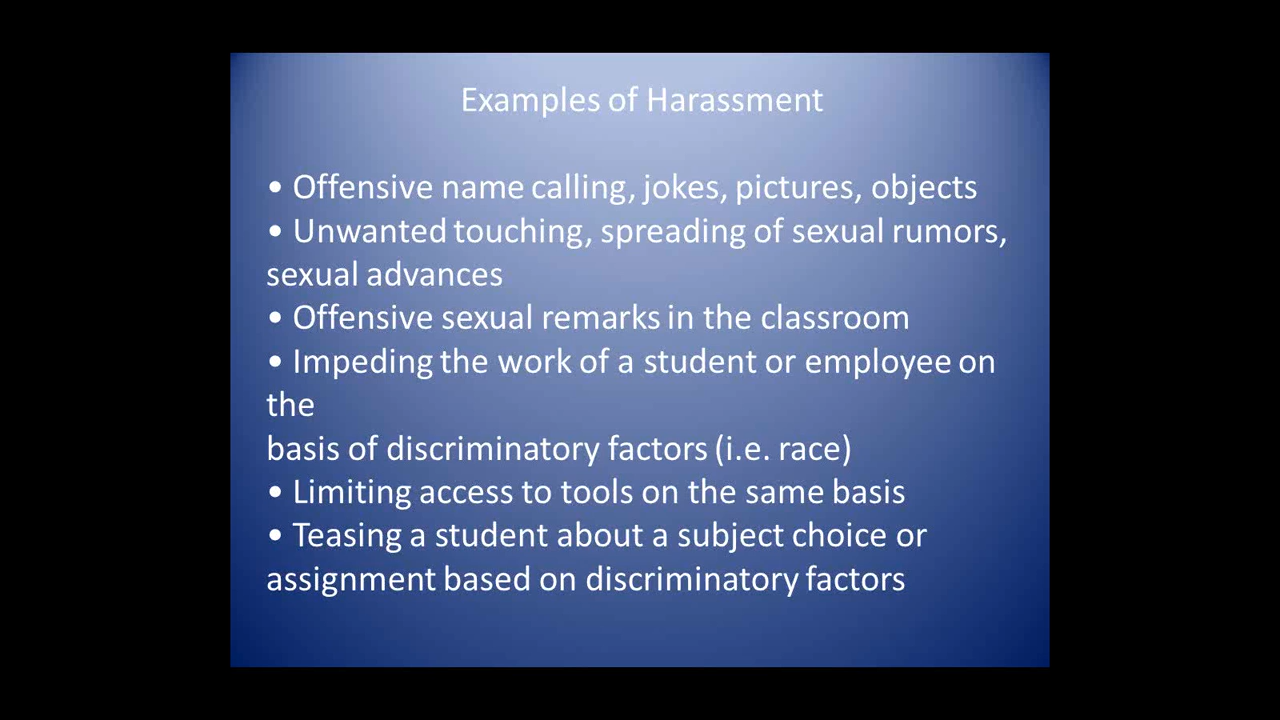 Examples of Harassment
• Offensive name calling, jokes, pictures, objects
• Unwanted touching, spreading of sexual rumors,
sexual advances
• Offensive sexual remarks in the classroom
• Impeding the work of a student or employee on
the
basis of discriminatory factors (i.e. race)
• Limiting access to tools on the same basis
• Teasing a student about a subject choice or
assignment based on discriminatory factors